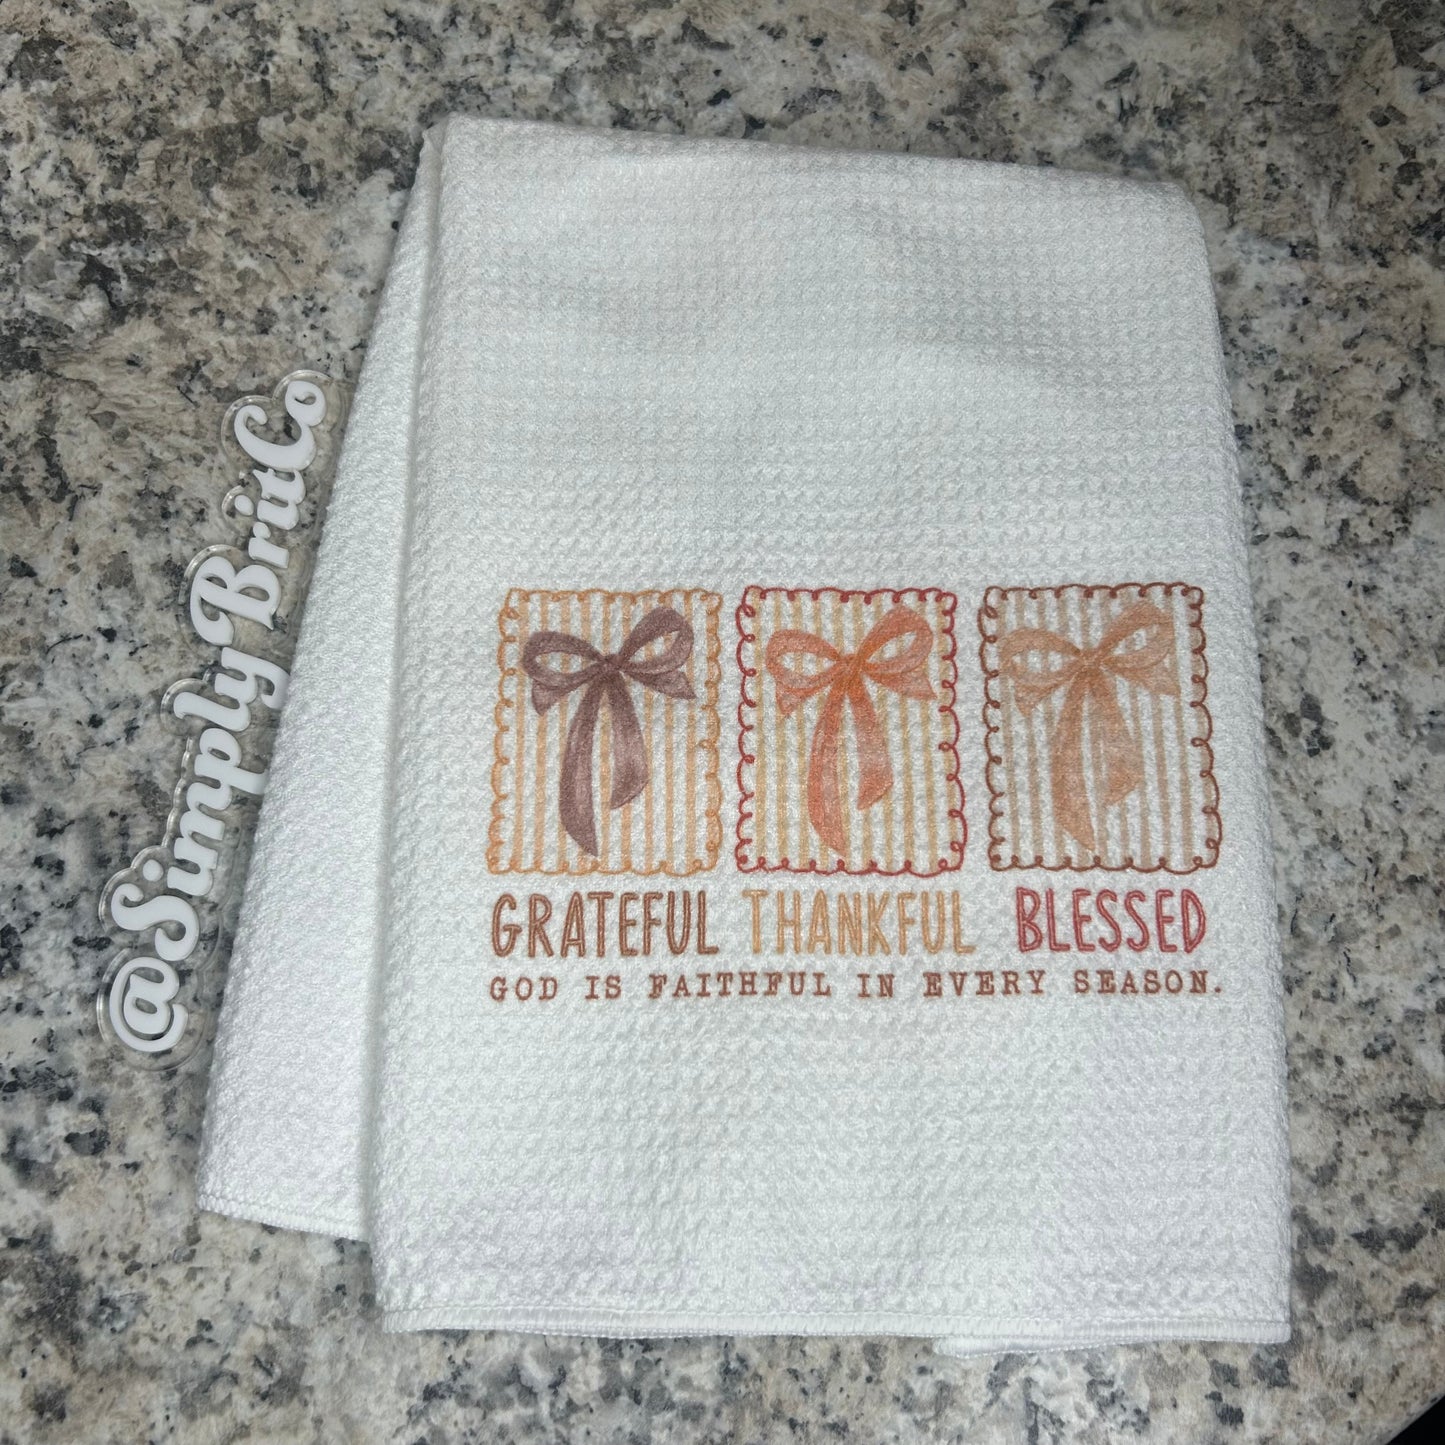 @SimplyBritCo
GRATEFUL THANKFUL BLESSED
GOD IS FAITHFUL IN EVERY SEASON.